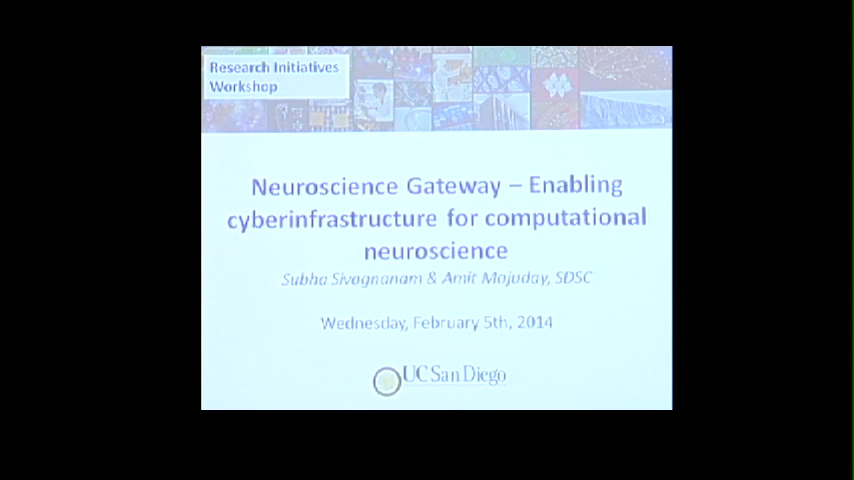 Research Initiatives
Workshop
Neuroscience Gateway – Enabling
cyberinfrastructure for computational
neuroscience
Subha Sivagnanam & Amit Majuday, SDSC
Wednesday, February 5th, 2014
UC San Diego